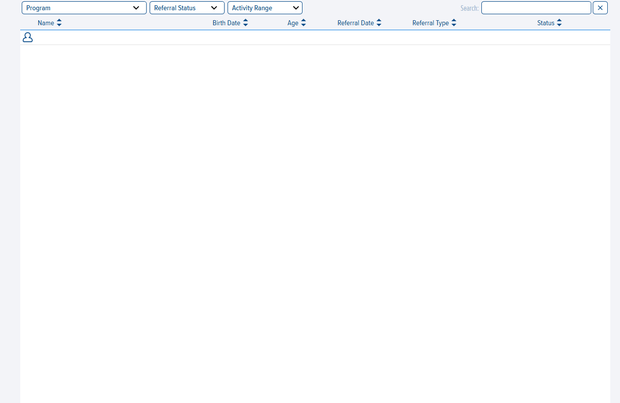 Program Referral Status Activity Range Search:
Name Birth Date Age Referral Date Referral Type Status